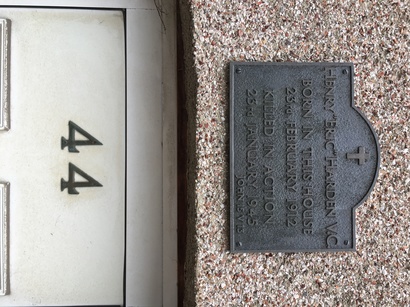 44
HENRY 'ERIC' HARDEN VC
BORN IN THIS HOUSE
23RD FEBRUARY 1912
KILLED IN ACTION
23RD JANUARY 1945